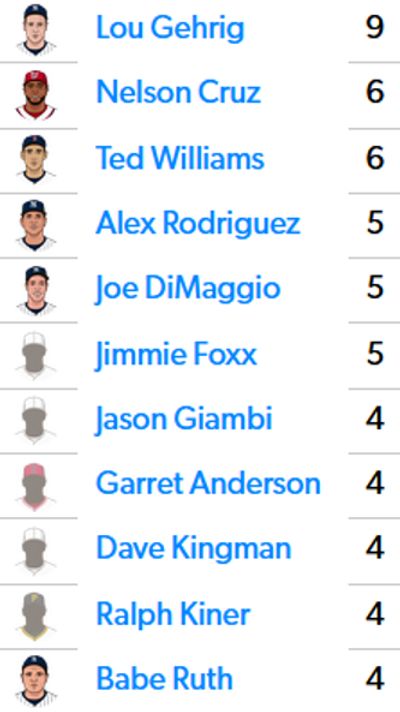 Lou Gehrig 9
Nelson Cruz 6
Ted Williams 6
Alex Rodriguez 5
Joe DiMaggio 5
Jimmie Foxx 5
Jason Giambi 4
Garret Anderson 4
Dave Kingman 4
Ralph Kiner 4
Babe Ruth 4